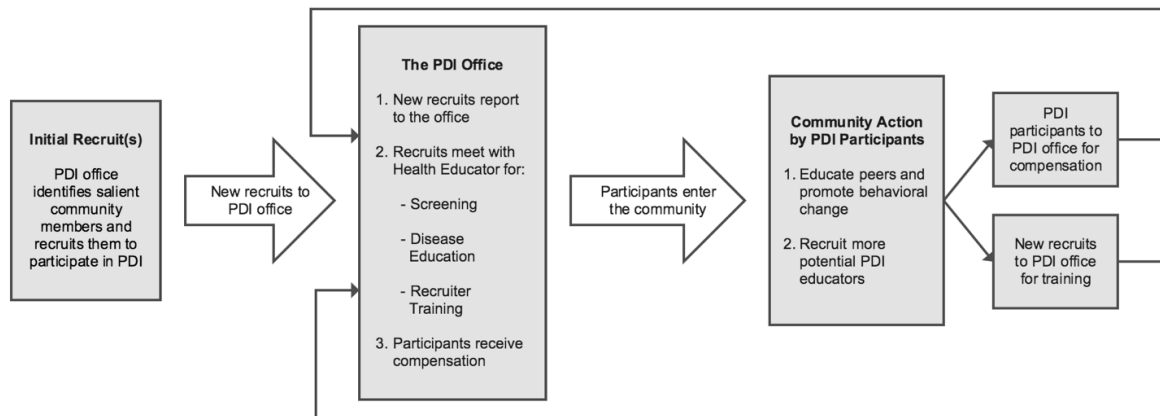 Initial Recruit(s)
PDI office
identifies salient
community
members and
recruits them to
participate in PDI
New recruits to
PDI office
The PDI Office
1. New recruits report
to the office
2. Recruits meet with
Health Educator for:
- Screening
- Disease
Education
- Recruiter
Training
3. Participants receive
compensation
Participants enter
the community
Community Action
by PDI Participants
1. Educate peers and
promote behavioral
change
2. Recruit more
potential PDI
educators
PDI
participants to
PDI office for
compensation
New recruits
to PDI office
for training